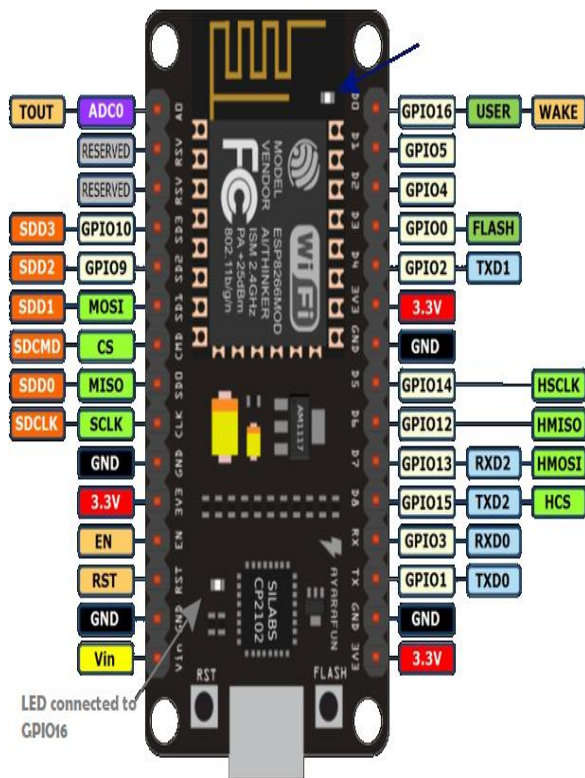 TOUT ADC0 A0 D0 GPIO16 USER WAKE
RESERVED RSV D1 GPIO5
RESERVED RSV D2 GPIO4
SDD3 GPIO10 SD3 D3 GPIO0 FLASH
SDD2 GPIO9 SD2 D4 GPIO2 TXD1
SDD1 MOSI SD1 3V3 3.3V
SDCMD CS CMD GND GND
SDD0 MISO SD0 D5 GPIO14 HSCLK
SDCLK SCLK CLK D6 GPIO12 HMISO
GND GND D7 GPIO13 RXD2 HMOSI
3.3V 3V3 D8 GPIO15 TXD2 HCS
EN EN RX GPIO3 RXD0
RST RST TX GPIO1 TXD0
GND GND GND GND
Vin Vin 3V3 3.3V
MODEL ESP8266MOD
VENDOR AI/THINKER
ISM 2.4GHz
PA +25dBm
802.11b/g/n
FC
Wi Fi
AM1117
SILABS
CP2102
AYARAFUN
RST FLASH
LED connected to
GPIO16